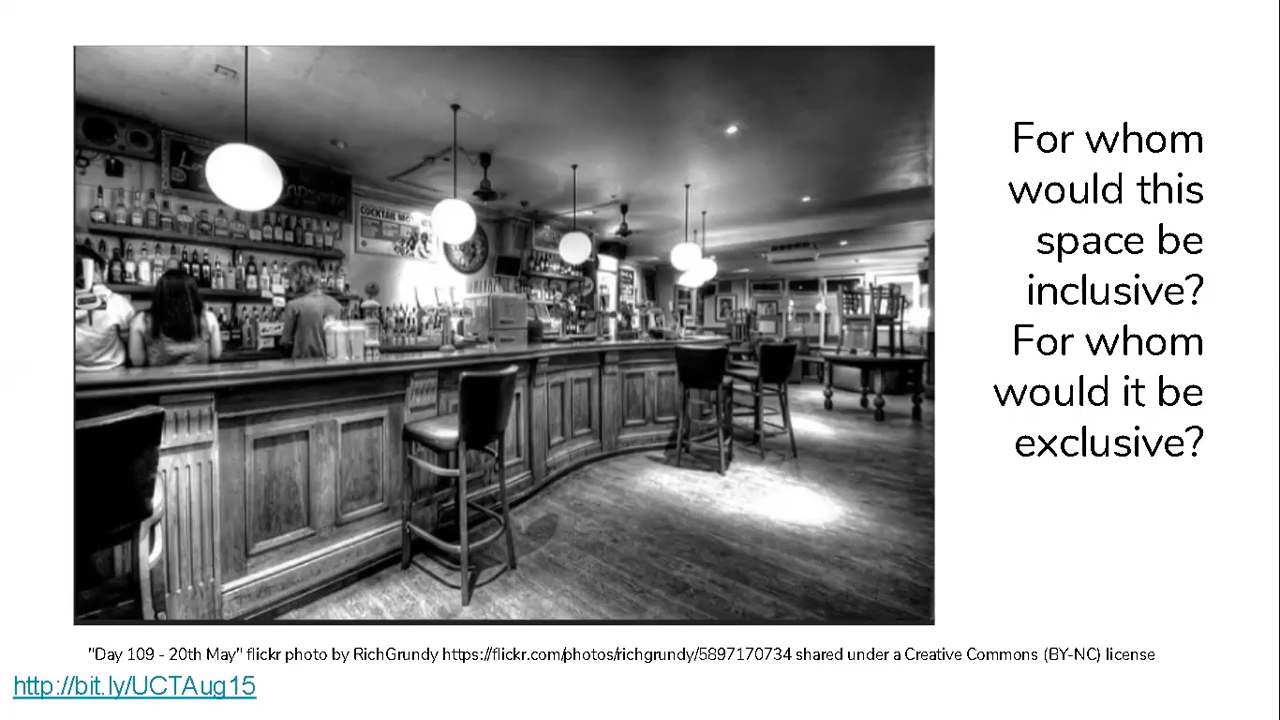 COCKTAIL
For whom
would this
space be
inclusive?
For whom
would it be
exclusive?
"Day 109 - 20th May" flickr photo by RichGrundy https://flickr.com/photos/richgrundy/5897170734 shared under a Creative Commons (BY-NC) license
http://bit.ly/UCTAug15